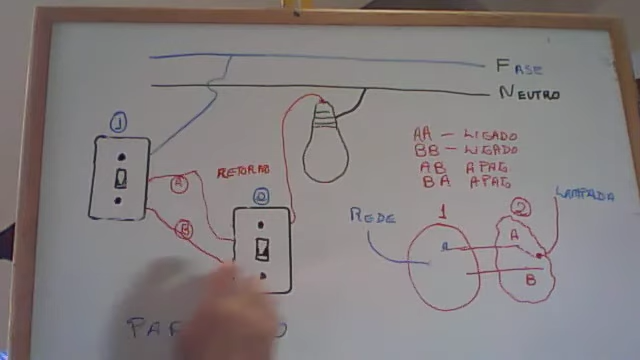 FASE
NEUTRO
1
AA - LIGADO
BB - LIGADO
AB APAG
BA APAG
A
RETORNO
2
B
REDE
1
2
LAMPADA
A
A
B